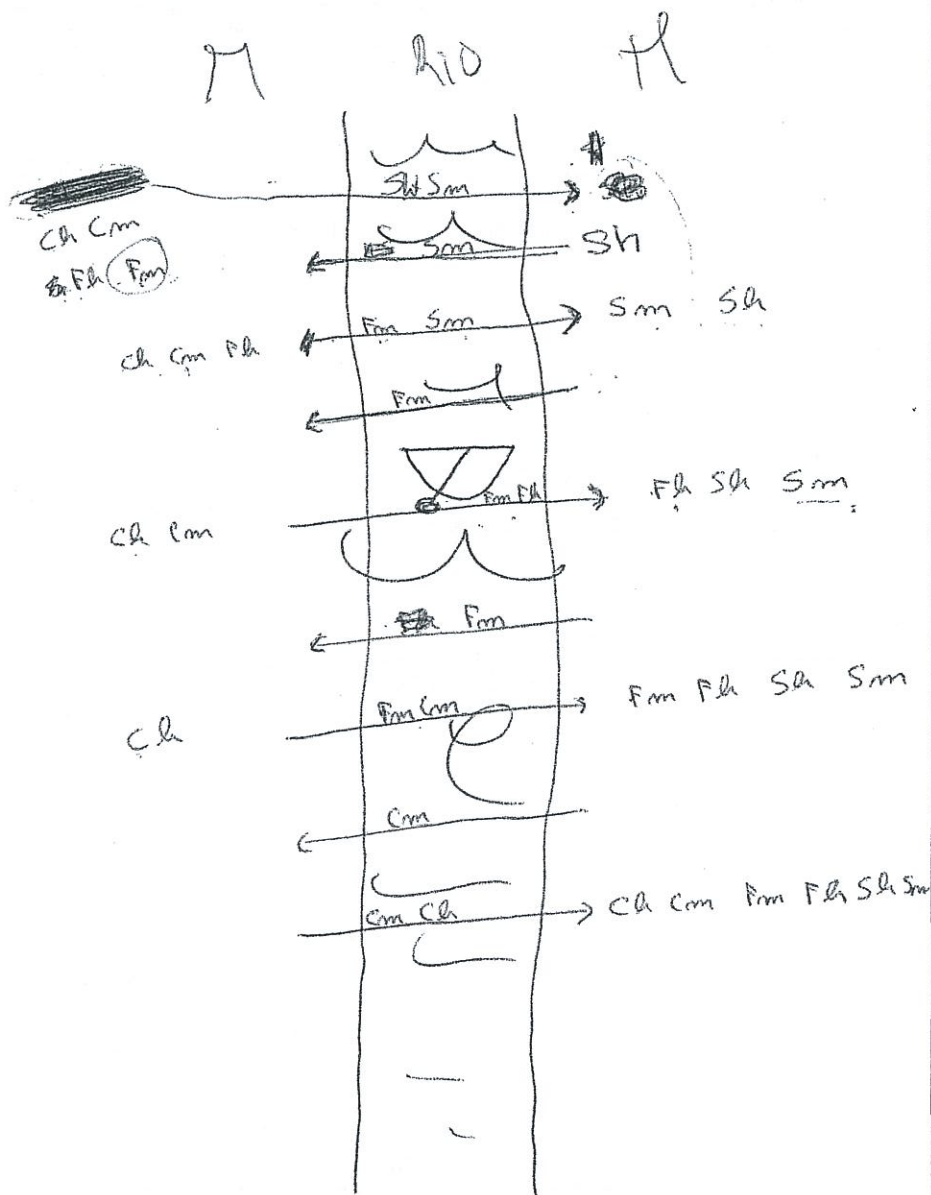 M Rio M
Sh Sm
Ch Cm
Sm Sh
Fh Fm
Fm Sm Sm Sh
Ch Cm Fh
Fm
Fm Fh Fh Sh Sm
Ch Cm
Fm
Fm Cm Fm Fh Sh Sm
Ch
Cm
Cm Ch Ch Cm Fm Fh Sh Sm